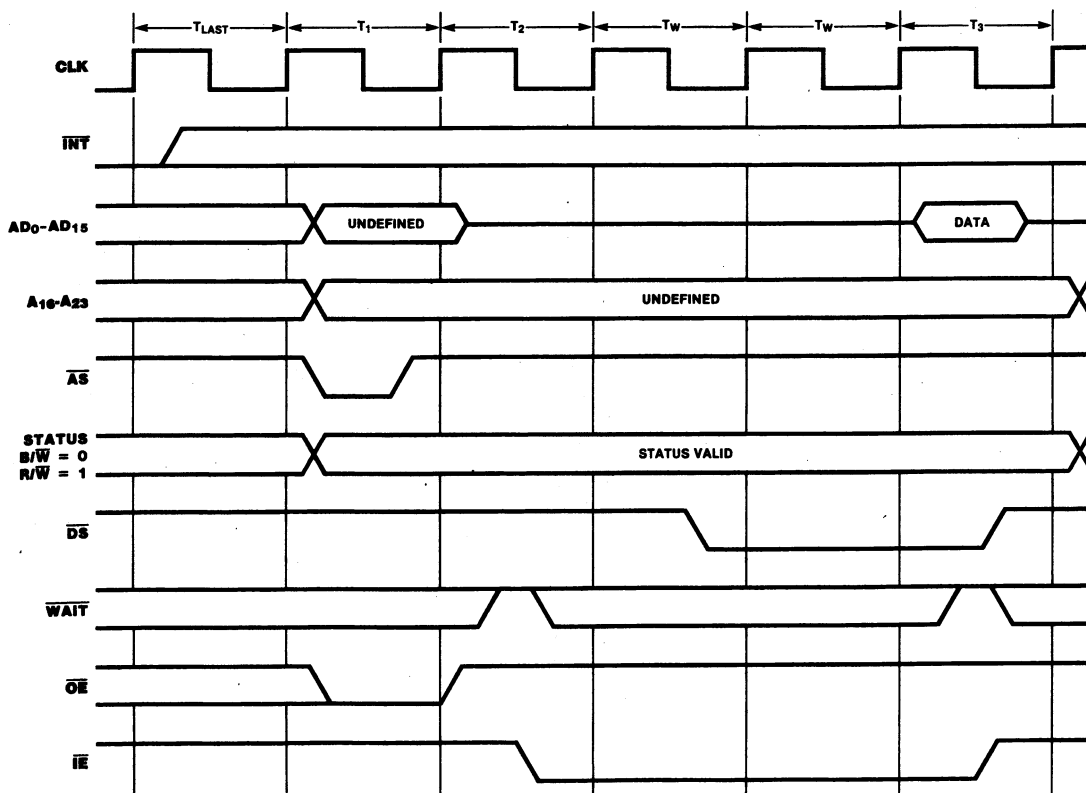 TLAST T1 T2 TW TW T3
CLK
INT
AD0-AD15 UNDEFINED DATA
A16-A23 UNDEFINED
AS
STATUS
B/W = 0 STATUS VALID
R/W = 1
DS
WAIT
OE
IE